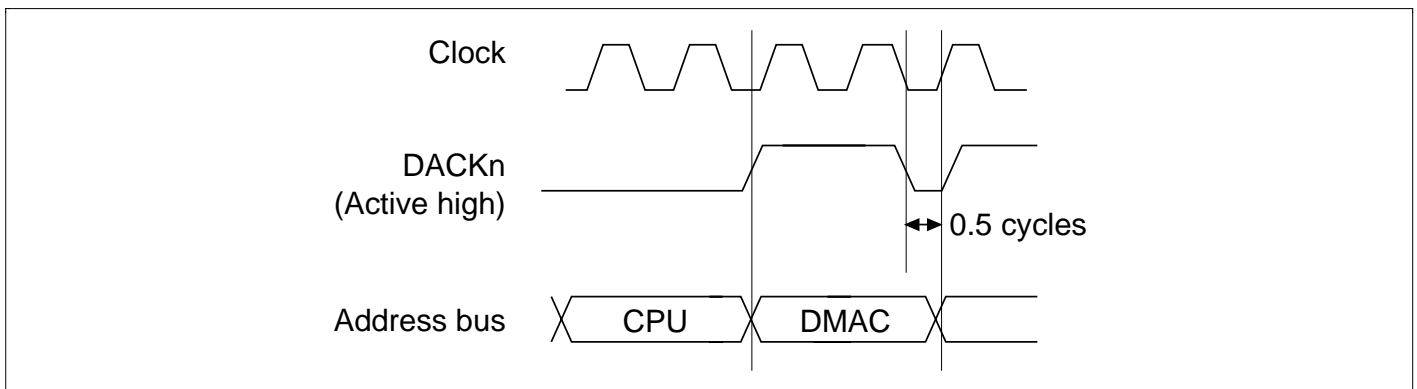 Clock
DACKn
(Active high)
0.5 cycles
Address bus
CPU
DMAC